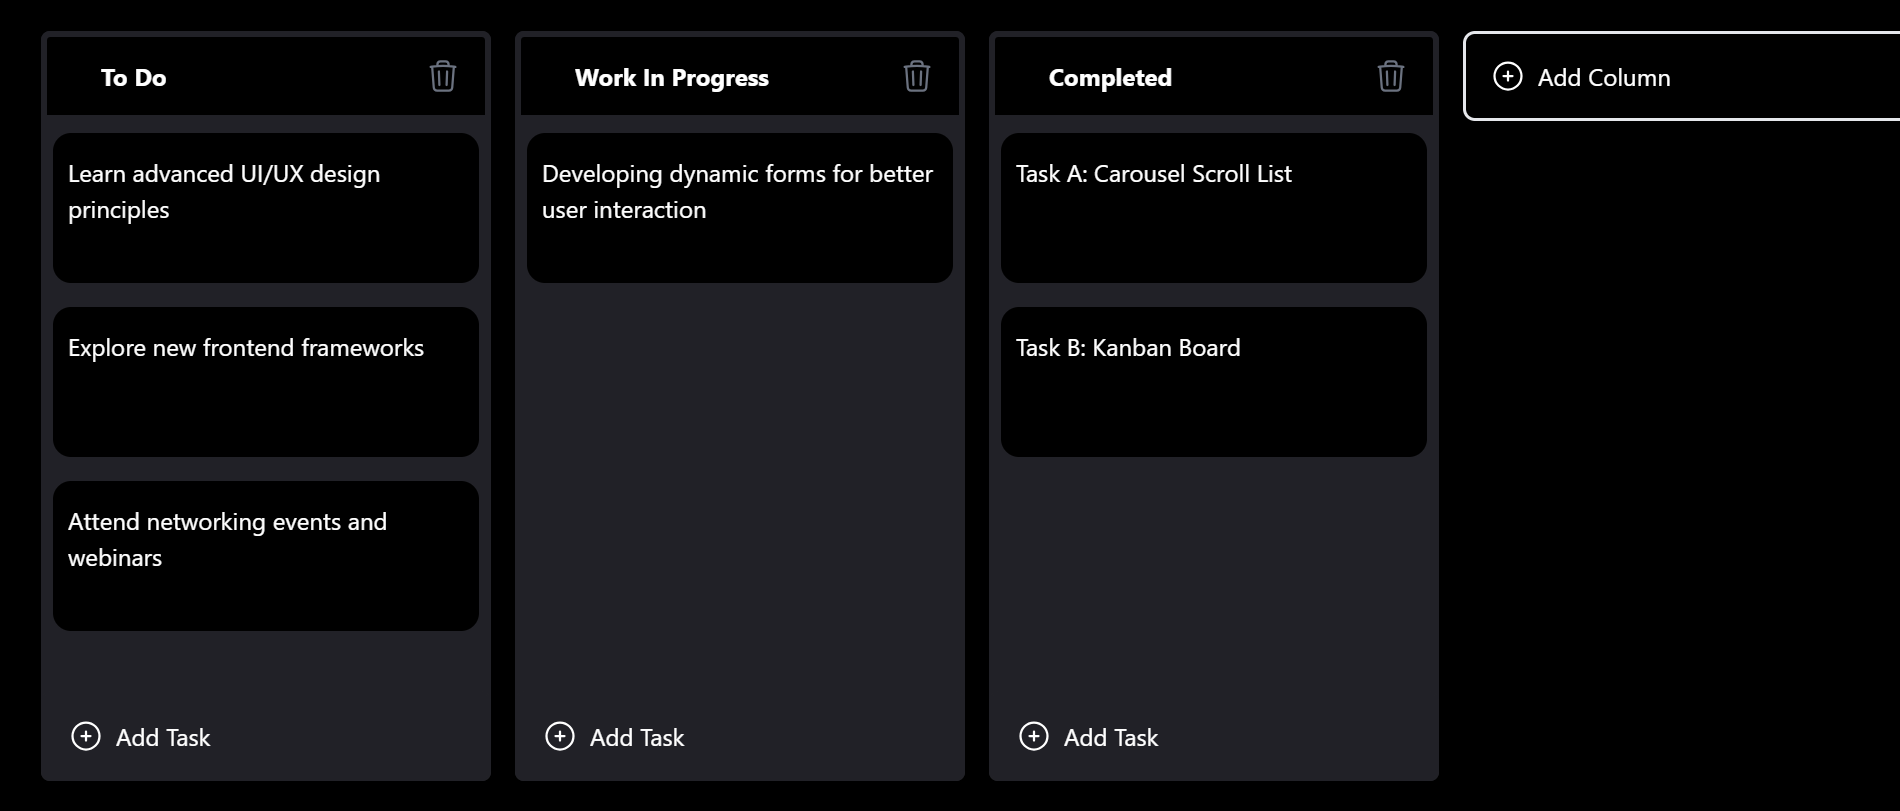 To Do
Learn advanced UI/UX design
principles
Explore new frontend frameworks
Attend networking events and
webinars
Add Task
Work In Progress
Developing dynamic forms for better
user interaction
Add Task
Completed
Task A: Carousel Scroll List
Task B: Kanban Board
Add Task
Add Column